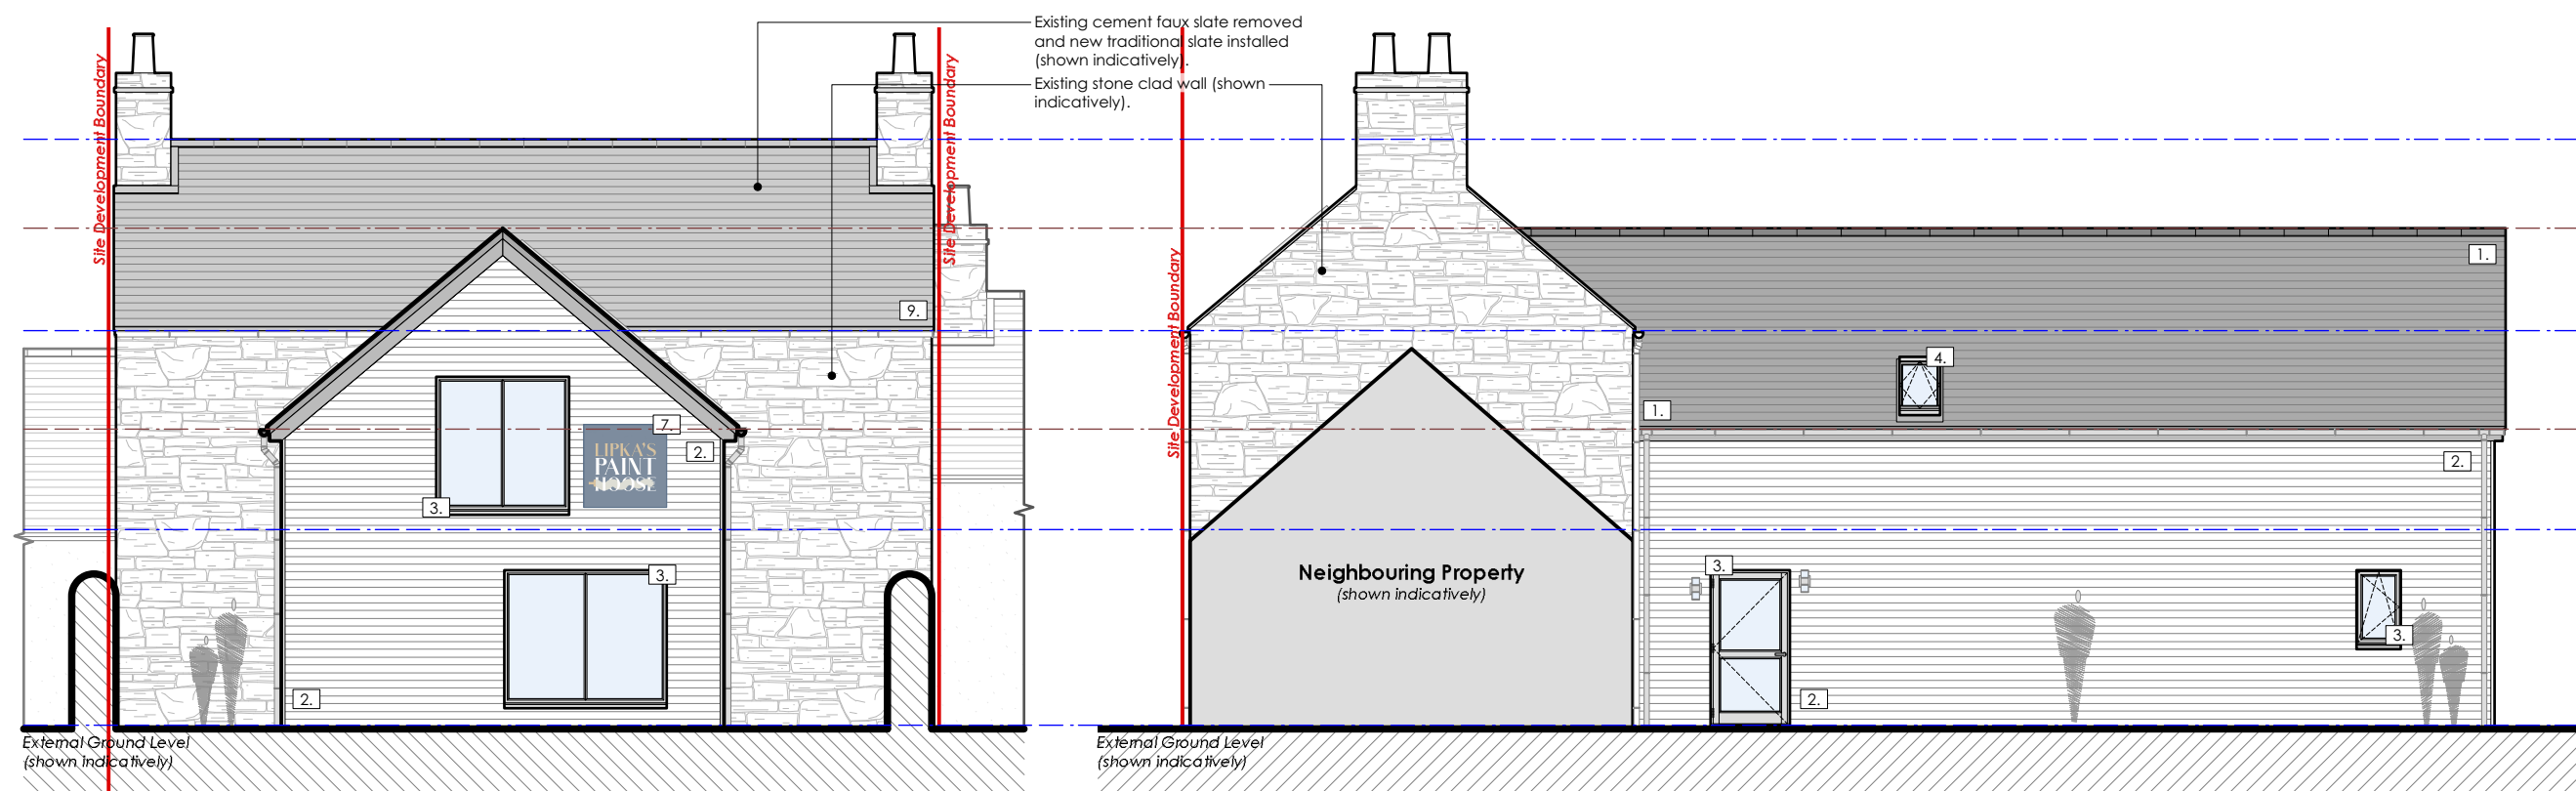 Existing cement faux slate removed
and new traditional slate installed
(shown indicatively).
Existing stone clad wall (shown
indicatively).
Site Development Boundary
Site Development Boundary
9.
7.
LIPKA'S
PAINT
HOOSE
2.
3.
3.
2.
External Ground Level
(shown indicatively)
Site Development Boundary
1.
4.
1.
2.
Neighbouring Property
(shown indicatively)
3.
3.
2.
External Ground Level
(shown indicatively)